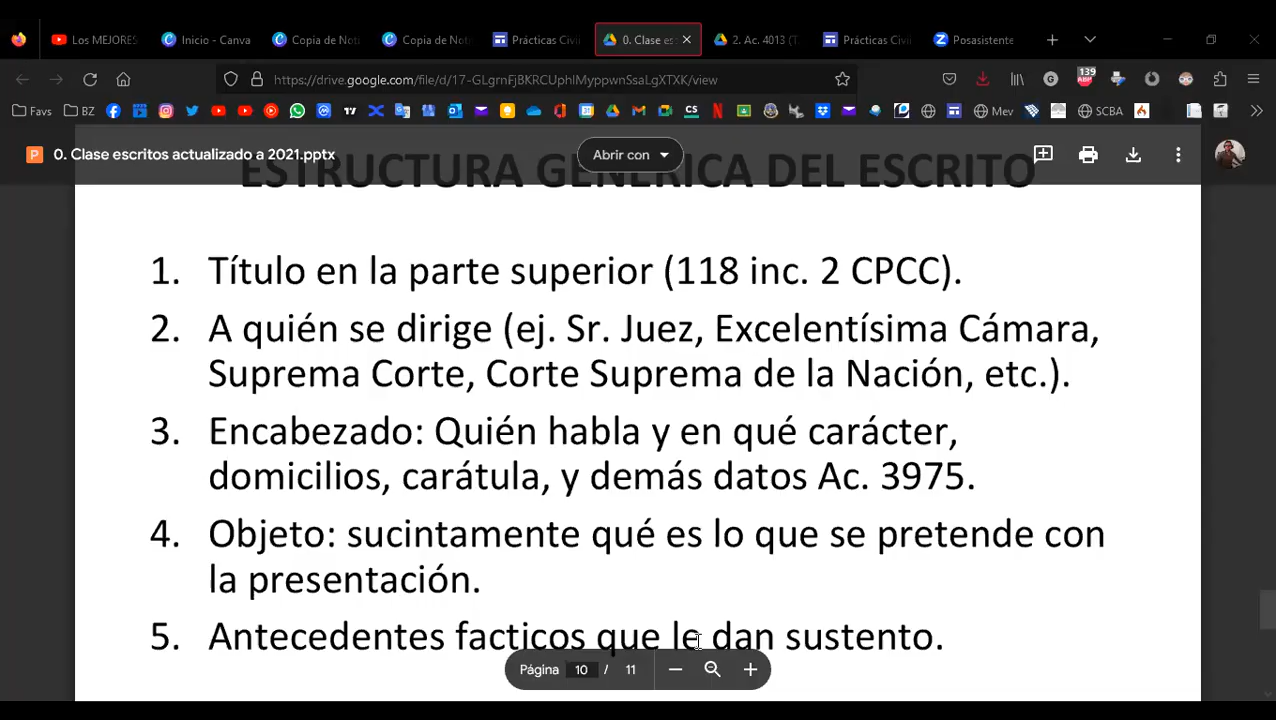 Los MEJORES
Inicio - Canva
Copia de Not
Copia de Not
Prácticas Civi
0. Clase es
2. Ac. 4013 (T
Prácticas Civi
Posasistente
https://drive.google.com/file/d/17-GLgrnFjBKRCUphlMyppwnSsaLgXTXK/view
139
Favs
BZ
Mev
SCBA
0. Clase escritos actualizado a 2021.pptx
Abrir con
ESTRUCTURA GENERICA DEL ESCRITO
1. Título en la parte superior (118 inc. 2 CPCC).
2. A quién se dirige (ej. Sr. Juez, Excelentísima Cámara,
Suprema Corte, Corte Suprema de la Nación, etc.).
3. Encabezado: Quién habla y en qué carácter,
domicilios, carátula, y demás datos Ac. 3975.
4. Objeto: sucintamente qué es lo que se pretende con
la presentación.
5. Antecedentes facticos que le dan sustento.
Página 10 / 11